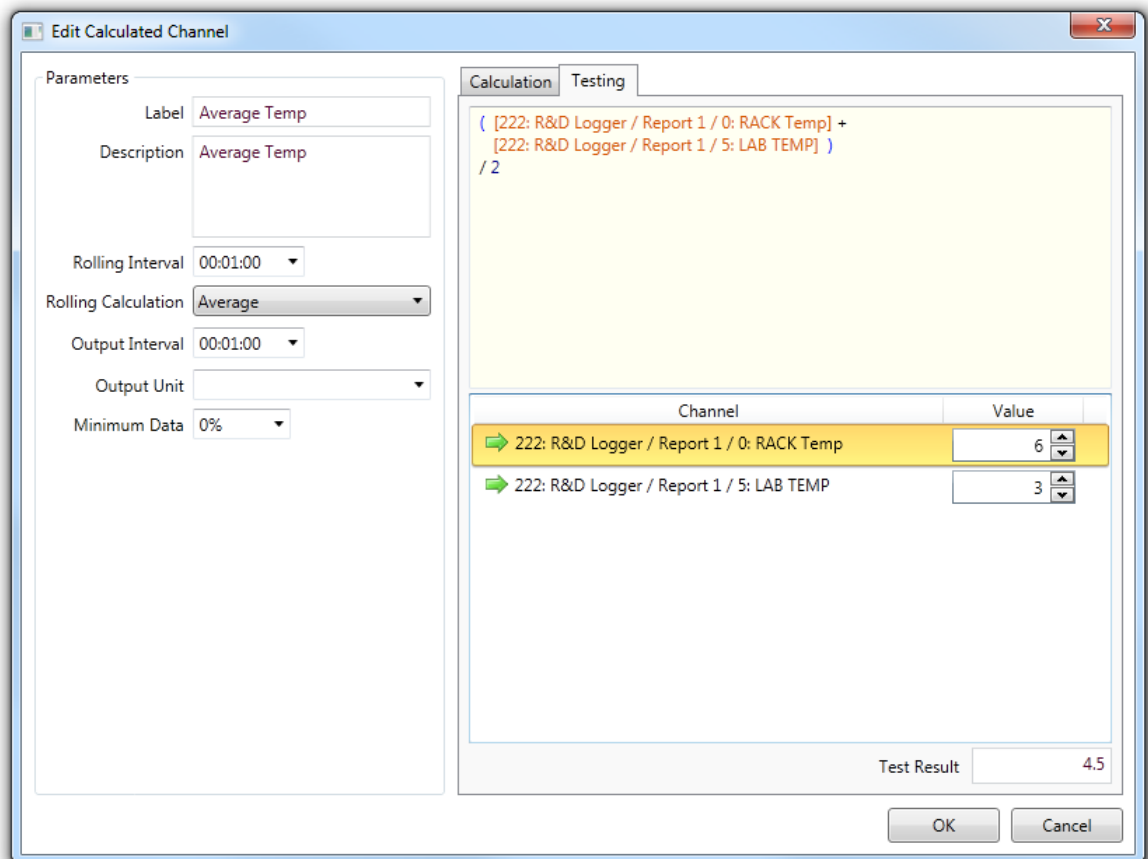 Edit Calculated Channel
Parameters
Label Average Temp
Description Average Temp
Rolling Interval 00:01:00
Rolling Calculation Average
Output Interval 00:01:00
Output Unit
Minimum Data 0%
Calculation Testing
( [222: R&D Logger / Report 1 / 0: RACK Temp] +
[222: R&D Logger / Report 1 / 5: LAB TEMP] )
/ 2
Channel Value
222: R&D Logger / Report 1 / 0: RACK Temp 6
222: R&D Logger / Report 1 / 5: LAB TEMP 3
Test Result 4.5
OK Cancel